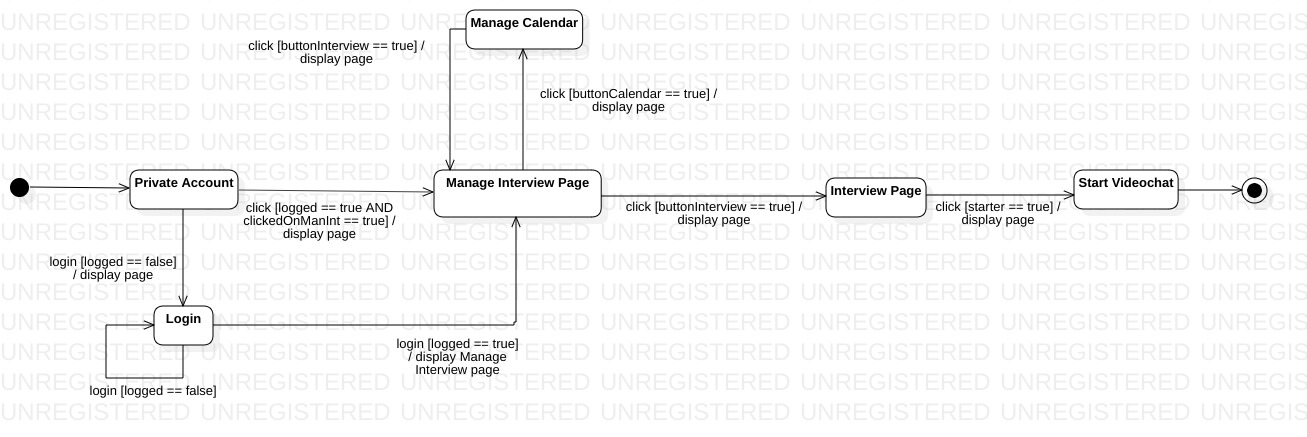 Manage Calendar
click [buttonInterview == true] /
display page
click [buttonCalendar == true] /
display page
Private Account
Manage Interview Page
Interview Page
Start Videochat
click [logged == true AND
clickedOnManInt == true] /
display page
click [buttonInterview == true] /
display page
click [starter == true] /
display page
login [logged == false]
/ display page
Login
login [logged == true]
/ display Manage
Interview page
login [logged == false]
UNREGISTERED UNREGISTERED UNREGISTERED UNREGISTERED UNREGISTERED UNREGISTERED UNREGIS